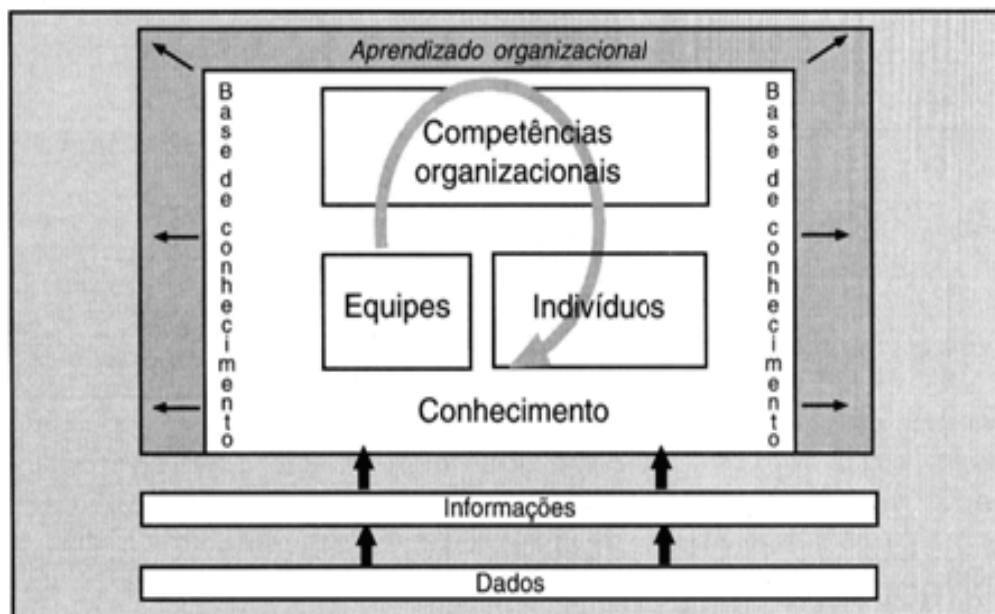 Aprendizado organizacional
Base de conhecimento
Base de conhecimento
Competências
organizacionais
Equipes
Indivíduos
Conhecimento
Informações
Dados